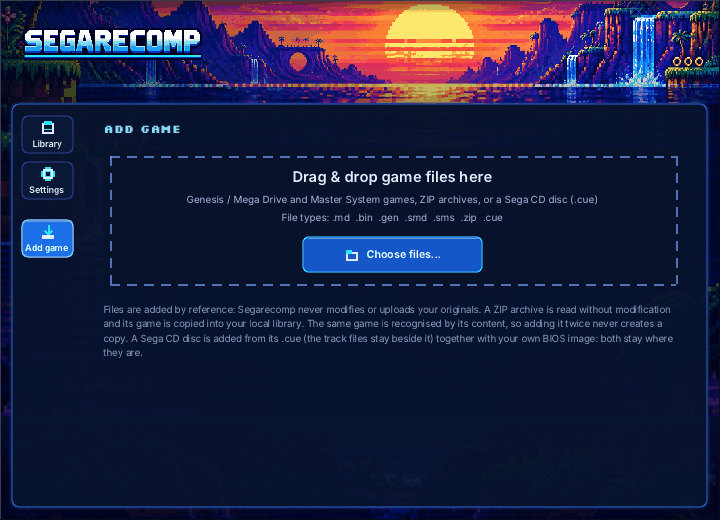 SEGARECOMP
Library
Settings
Add game
ADD GAME
Drag & drop game files here
Genesis / Mega Drive and Master System games, ZIP archives, or a Sega CD disc (.cue)
File types: .md .bin .gen .smd .sms .zip .cue
Choose files...
Files are added by reference: Segarecomp never modifies or uploads your originals. A ZIP archive is read without modification
and its game is copied into your local library. The same game is recognised by its content, so adding it twice never creates a
copy. A Sega CD disc is added from its .cue (the track files stay beside it) together with your own BIOS image: both stay where
they are.